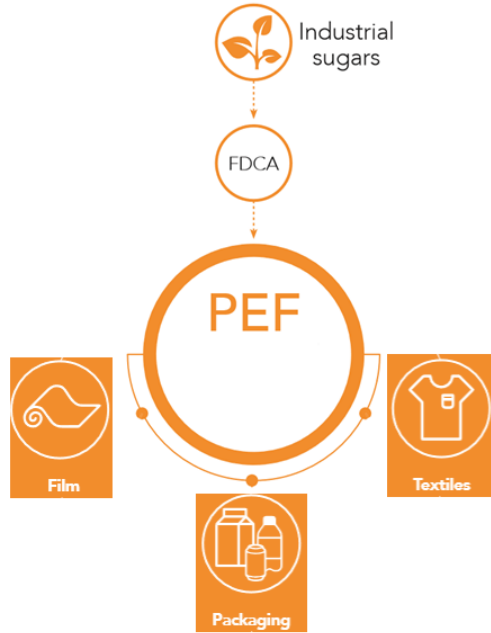 Industrial
sugars
FDCA
PEF
Film
Textiles
Packaging